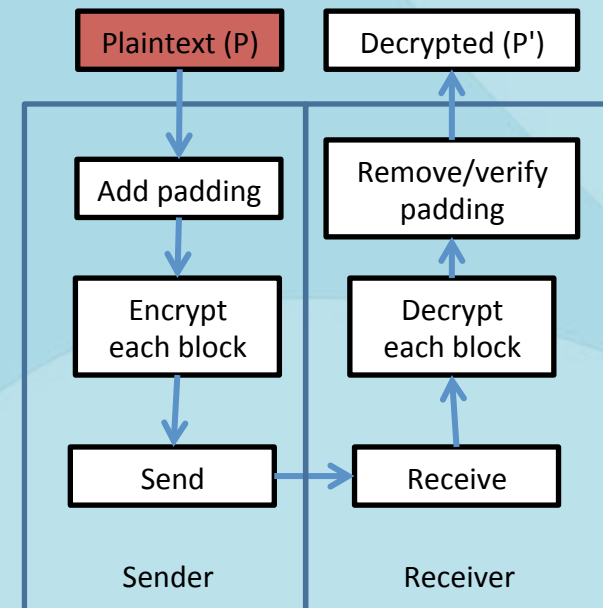 Plaintext (P)
Decrypted (P')
Add padding
Remove/verify
padding
Encrypt
each block
Decrypt
each block
Send
Receive
Sender
Receiver